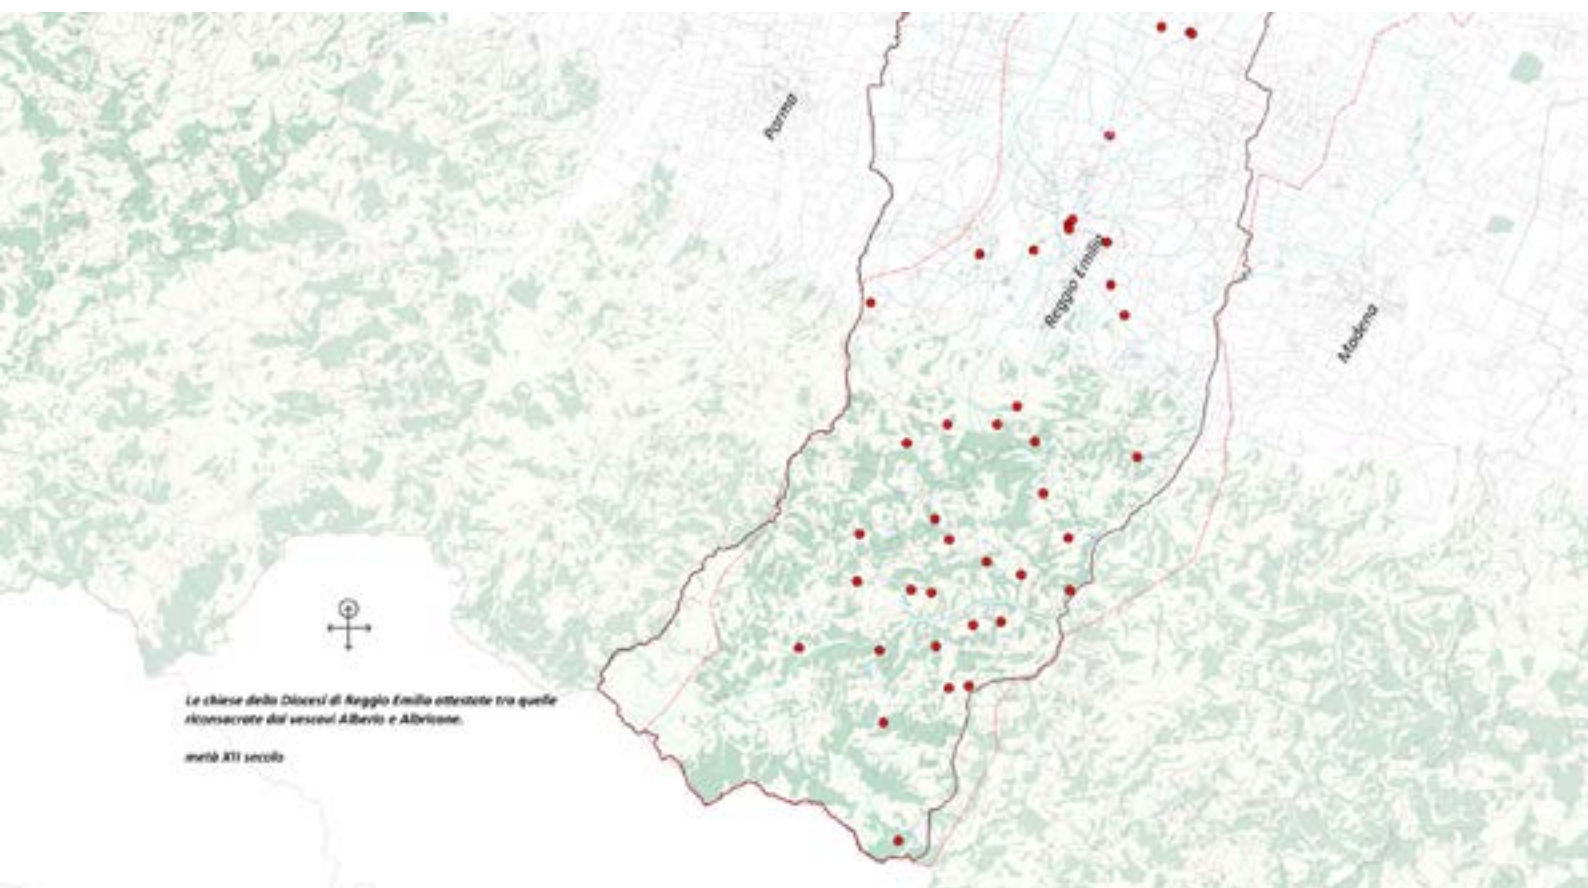 Parma
Reggio Emilia
Modena
Le chiese della Diocesi di Reggio Emilia attestate tra quelle
riconsacrate dai vescovi Alberio e Albricone.
metà XII secolo